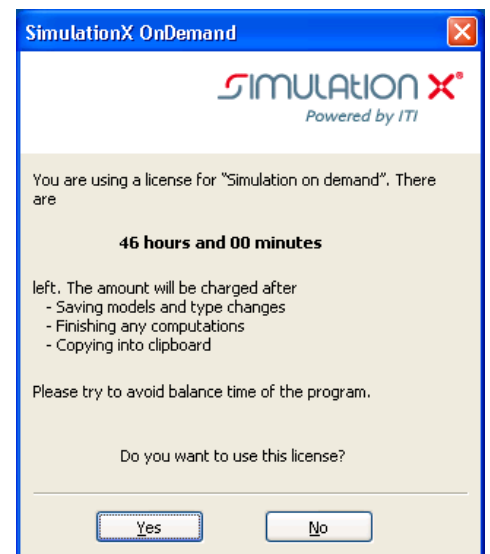 SimulationX OnDemand
SIMULATION X®
Powered by ITI
You are using a license for "Simulation on demand". There
are
46 hours and 00 minutes
left. The amount will be charged after
- Saving models and type changes
- Finishing any computations
- Copying into clipboard
Please try to avoid balance time of the program.
Do you want to use this license?
Yes
No